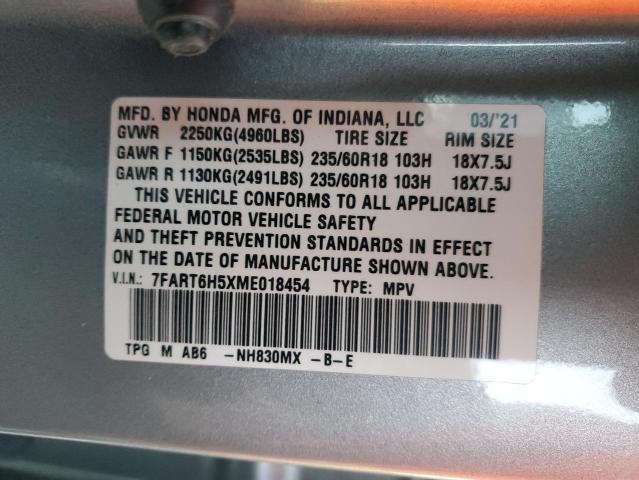 MFD. BY HONDA MFG. OF INDIANA, LLC 03/'21
GVWR 2250KG(4960LBS) TIRE SIZE RIM SIZE
GAWR F 1150KG(2535LBS) 235/60R18 103H 18X7.5J
GAWR R 1130KG(2491LBS) 235/60R18 103H 18X7.5J
THIS VEHICLE CONFORMS TO ALL APPLICABLE
FEDERAL MOTOR VEHICLE SAFETY
AND THEFT PREVENTION STANDARDS IN EFFECT
ON THE DATE OF MANUFACTURE SHOWN ABOVE.
V.I.N.: 7FART6H5XME018454 TYPE: MPV
TPG M AB6 -NH830MX -B-E